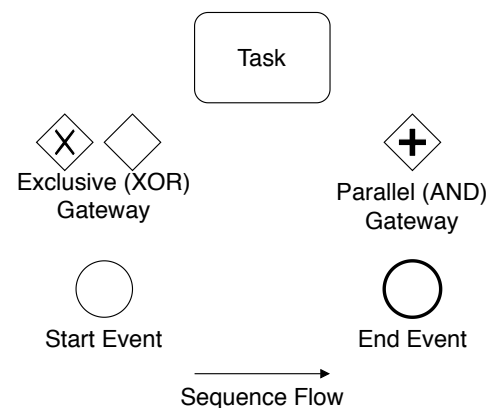 Task
X
Exclusive (XOR)
Gateway
Parallel (AND)
Gateway
Start Event
End Event
Sequence Flow